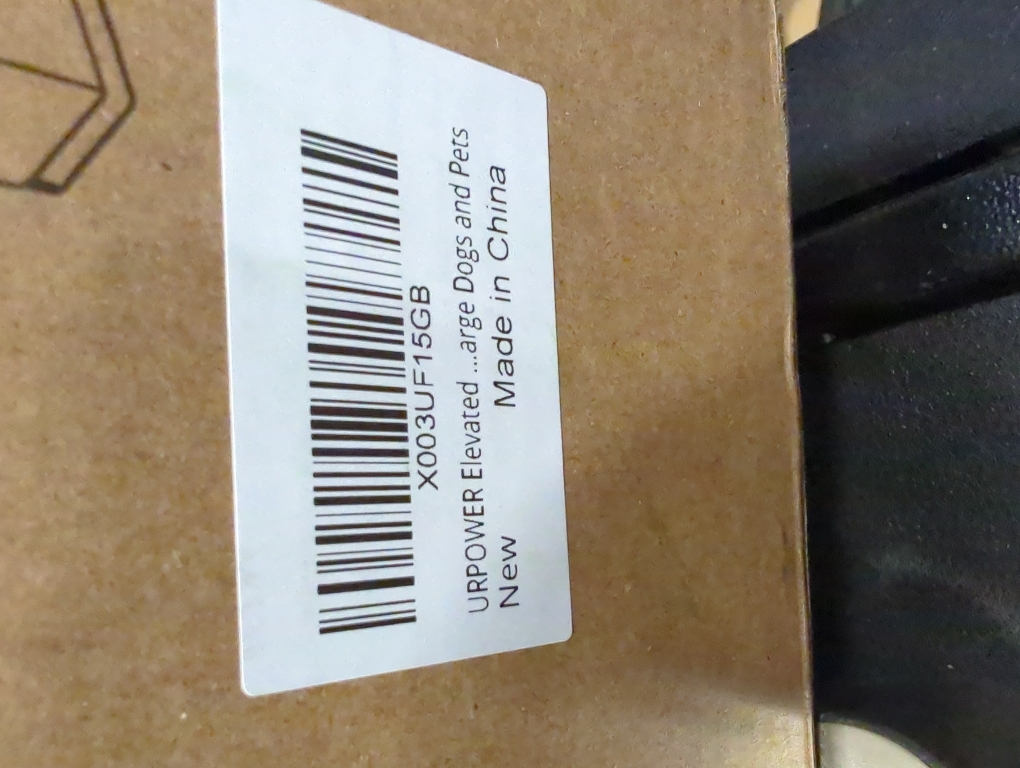 X003UF15GB
URPOWER Elevated ...arge Dogs and Pets
New Made in China